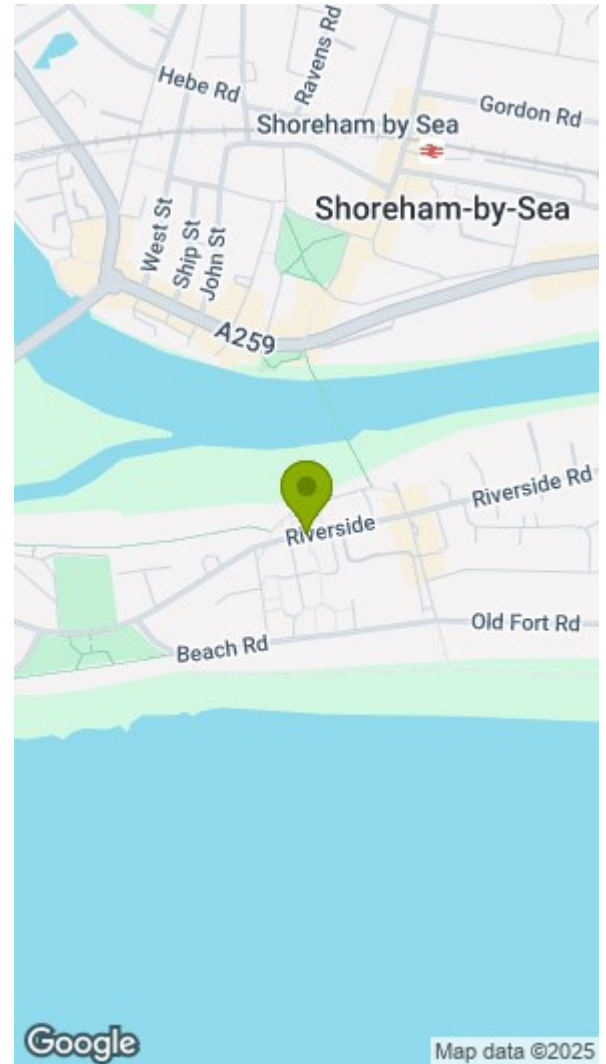 Ravens Rd
Hebe Rd
Gordon Rd
Shoreham by Sea
Shoreham-by-Sea
West St
Ship St
John St
A259
Riverside Rd
Riverside
Old Fort Rd
Beach Rd
Google
Map data ©2025